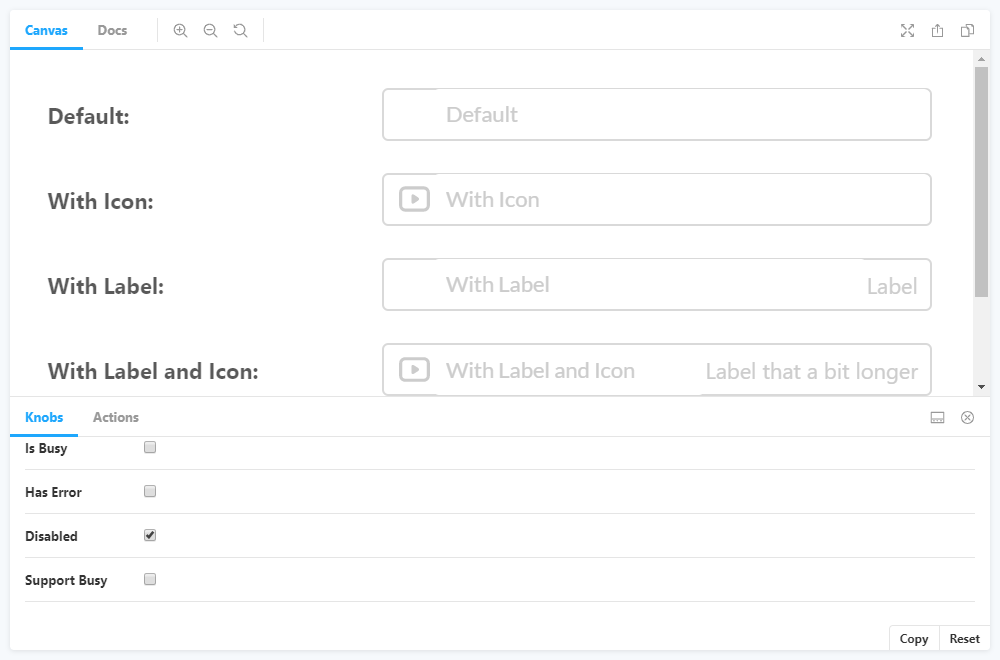 Canvas Docs
Default: Default
With Icon: With Icon
With Label: With Label Label
With Label and Icon: With Label and Icon Label that a bit longer
Knobs Actions
Is Busy
Has Error
Disabled
Support Busy
Copy Reset